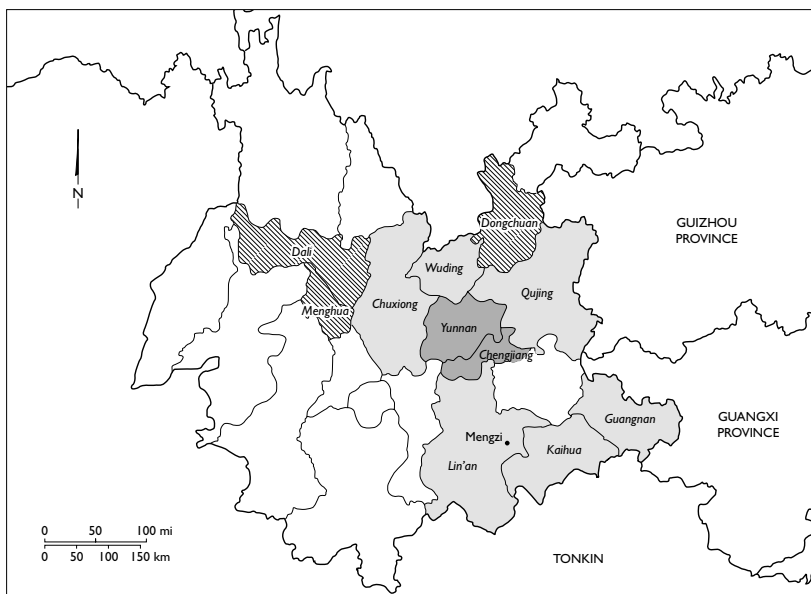 N
Dongchuan
GUIZHOU
PROVINCE
Dali
Wuding
Qujing
Menghua
Chuxiong
Yunnan
Chengjiang
Guangnan
GUANGXI
PROVINCE
Mengzi
Kaihua
Lin'an
0 50 100 mi
0 50 100 150 km
TONKIN